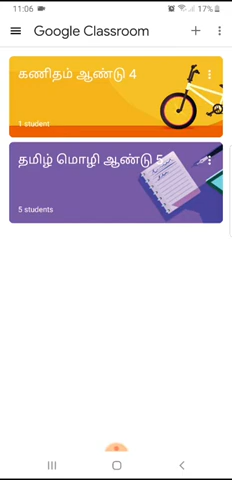 11:06
17%
Google Classroom
கணிதம் ஆண்டு 4
1 student
தமிழ் மொழி ஆண்டு 5
5 students